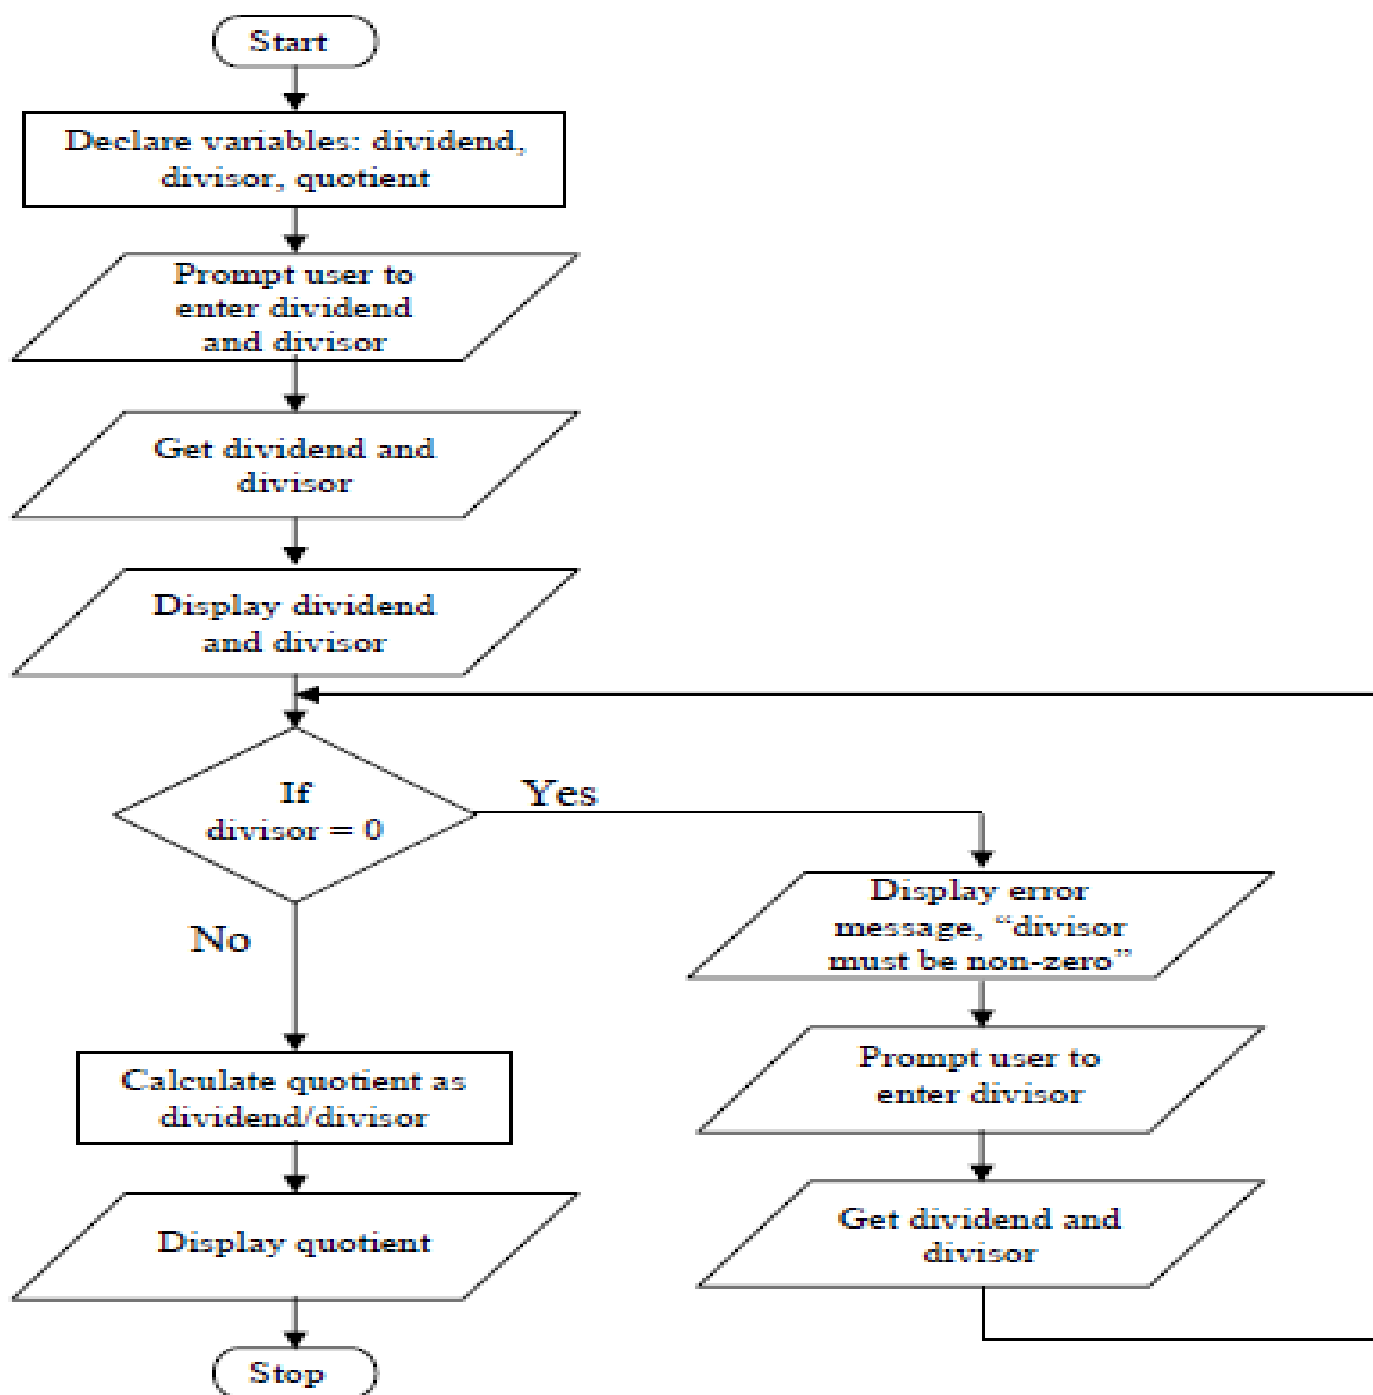 Start
Declare variables: dividend,
divisor, quotient
Prompt user to
enter dividend
and divisor
Get dividend and
divisor
Display dividend
and divisor
If
divisor = 0
Yes
No
Display error
message, “divisor
must be non-zero”
Prompt user to
enter divisor
Get dividend and
divisor
Calculate quotient as
dividend/divisor
Display quotient
Stop